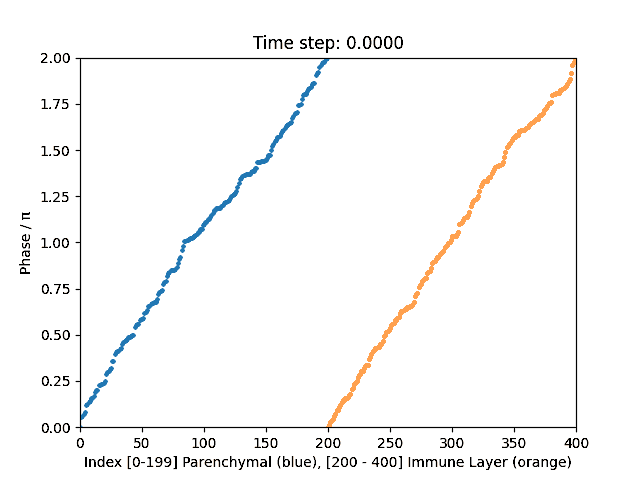 Time step: 0.0000
2.00
1.75
1.50
1.25
1.00
0.75
0.50
0.25
0.00
Phase / π
0 50 100 150 200 250 300 350 400
Index [0-199] Parenchymal (blue), [200 - 400] Immune Layer (orange)